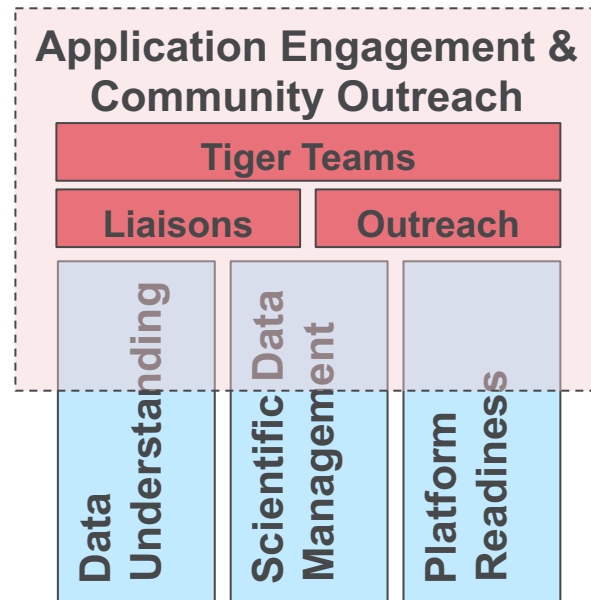 Application Engagement &
Community Outreach
Tiger Teams
Liaisons
Outreach
Data
Understanding
Scientific Data
Management
Platform
Readiness